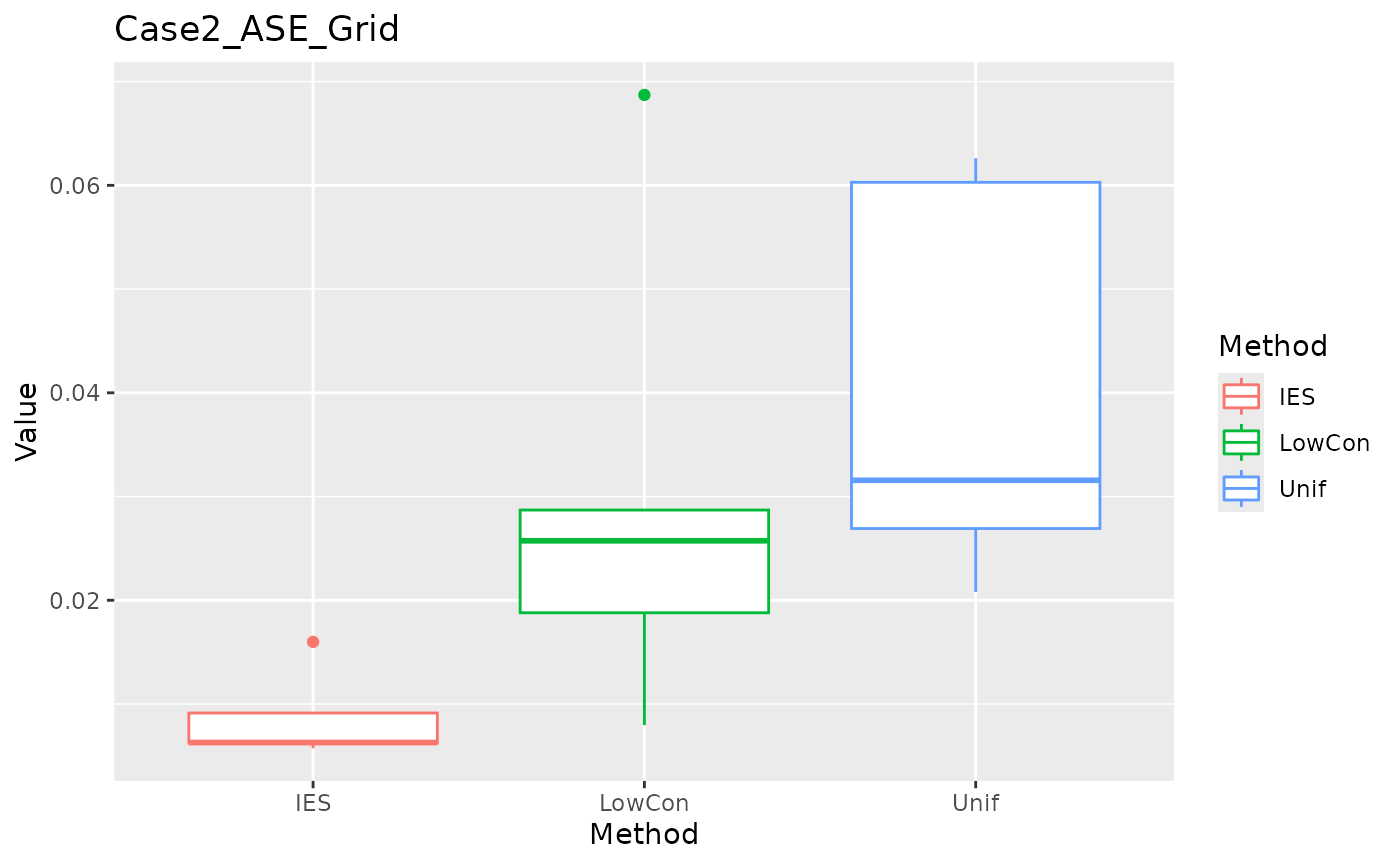 Case2_ASE_Grid
0.06
0.04
0.02
Value
IES
LowCon
Unif
Method
Method
IES
LowCon
Unif